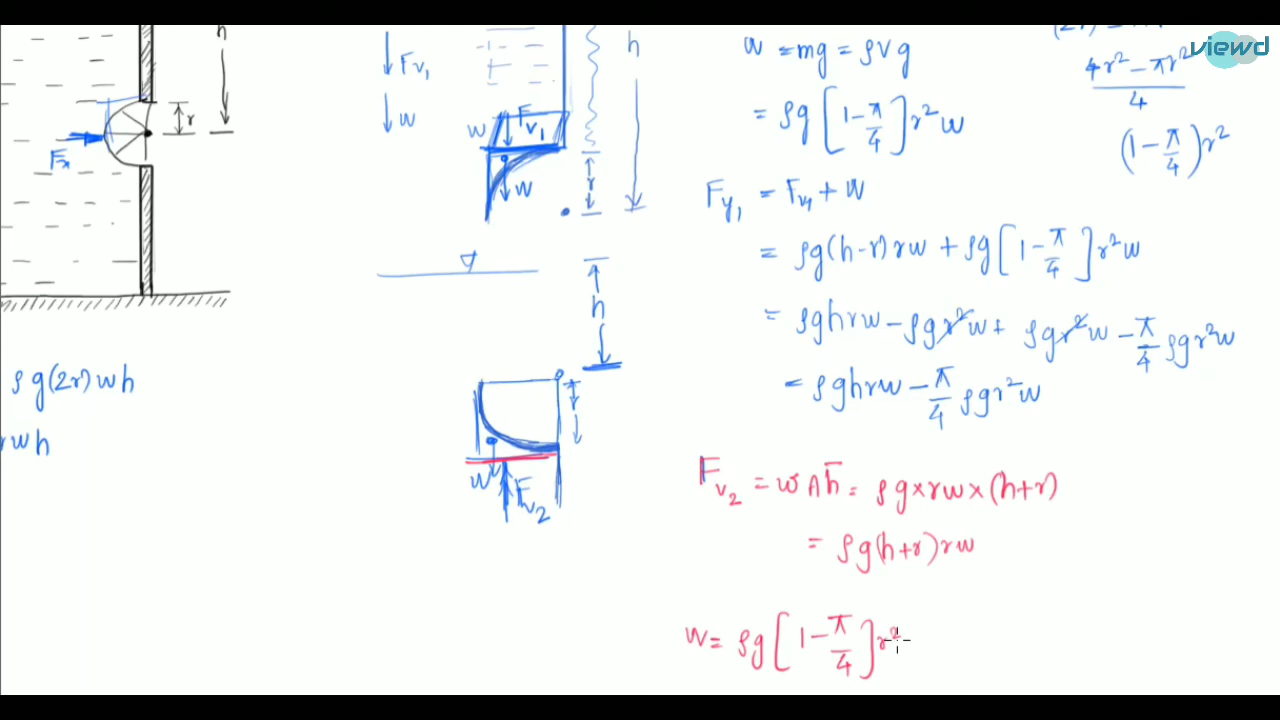 viewd
h
r
Fx
ρg(2r)wh
rwh
Fv₁
w
h
w
Fv₁
w
r
h
r
w
Fv₂
W = mg = ρVg
= ρg[1-π/4]r²w
4r²-πr²/4
(1-π/4)r²
Fy₁ = Fv₁ + W
= ρg(h-r)rw + ρg[1-π/4]r²w
= ρghrw - ρgr²w + ρgr²w - π/4 ρgr²w
= ρghrw - π/4 ρgr²w
Fv₂ = wAh̄ = ρg×rw×(h+r)
= ρg(h+r)rw
W = ρg[1-π/4]r²